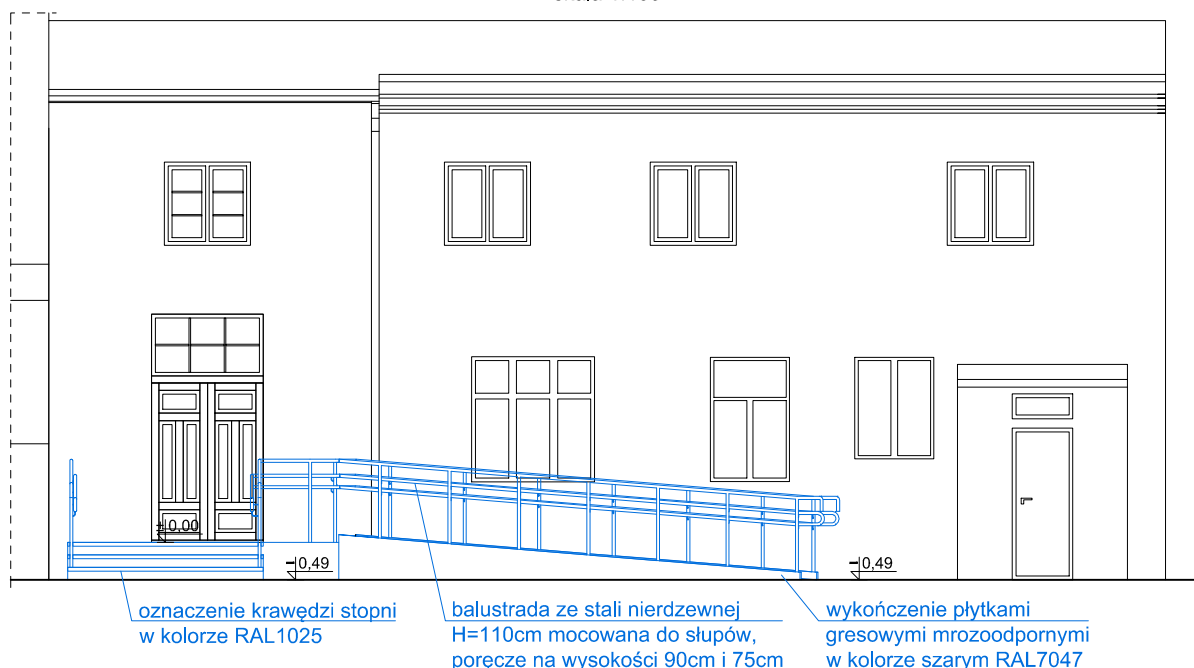 ±0,00
-0,49
-0,49
oznaczenie krawędzi stopni
w kolorze RAL1025
balustrada ze stali nierdzewnej
H=110cm mocowana do słupów,
poręcze na wysokości 90cm i 75cm
wykończenie płytkami
gresowymi mrozoodpornymi
w kolorze szarym RAL7047